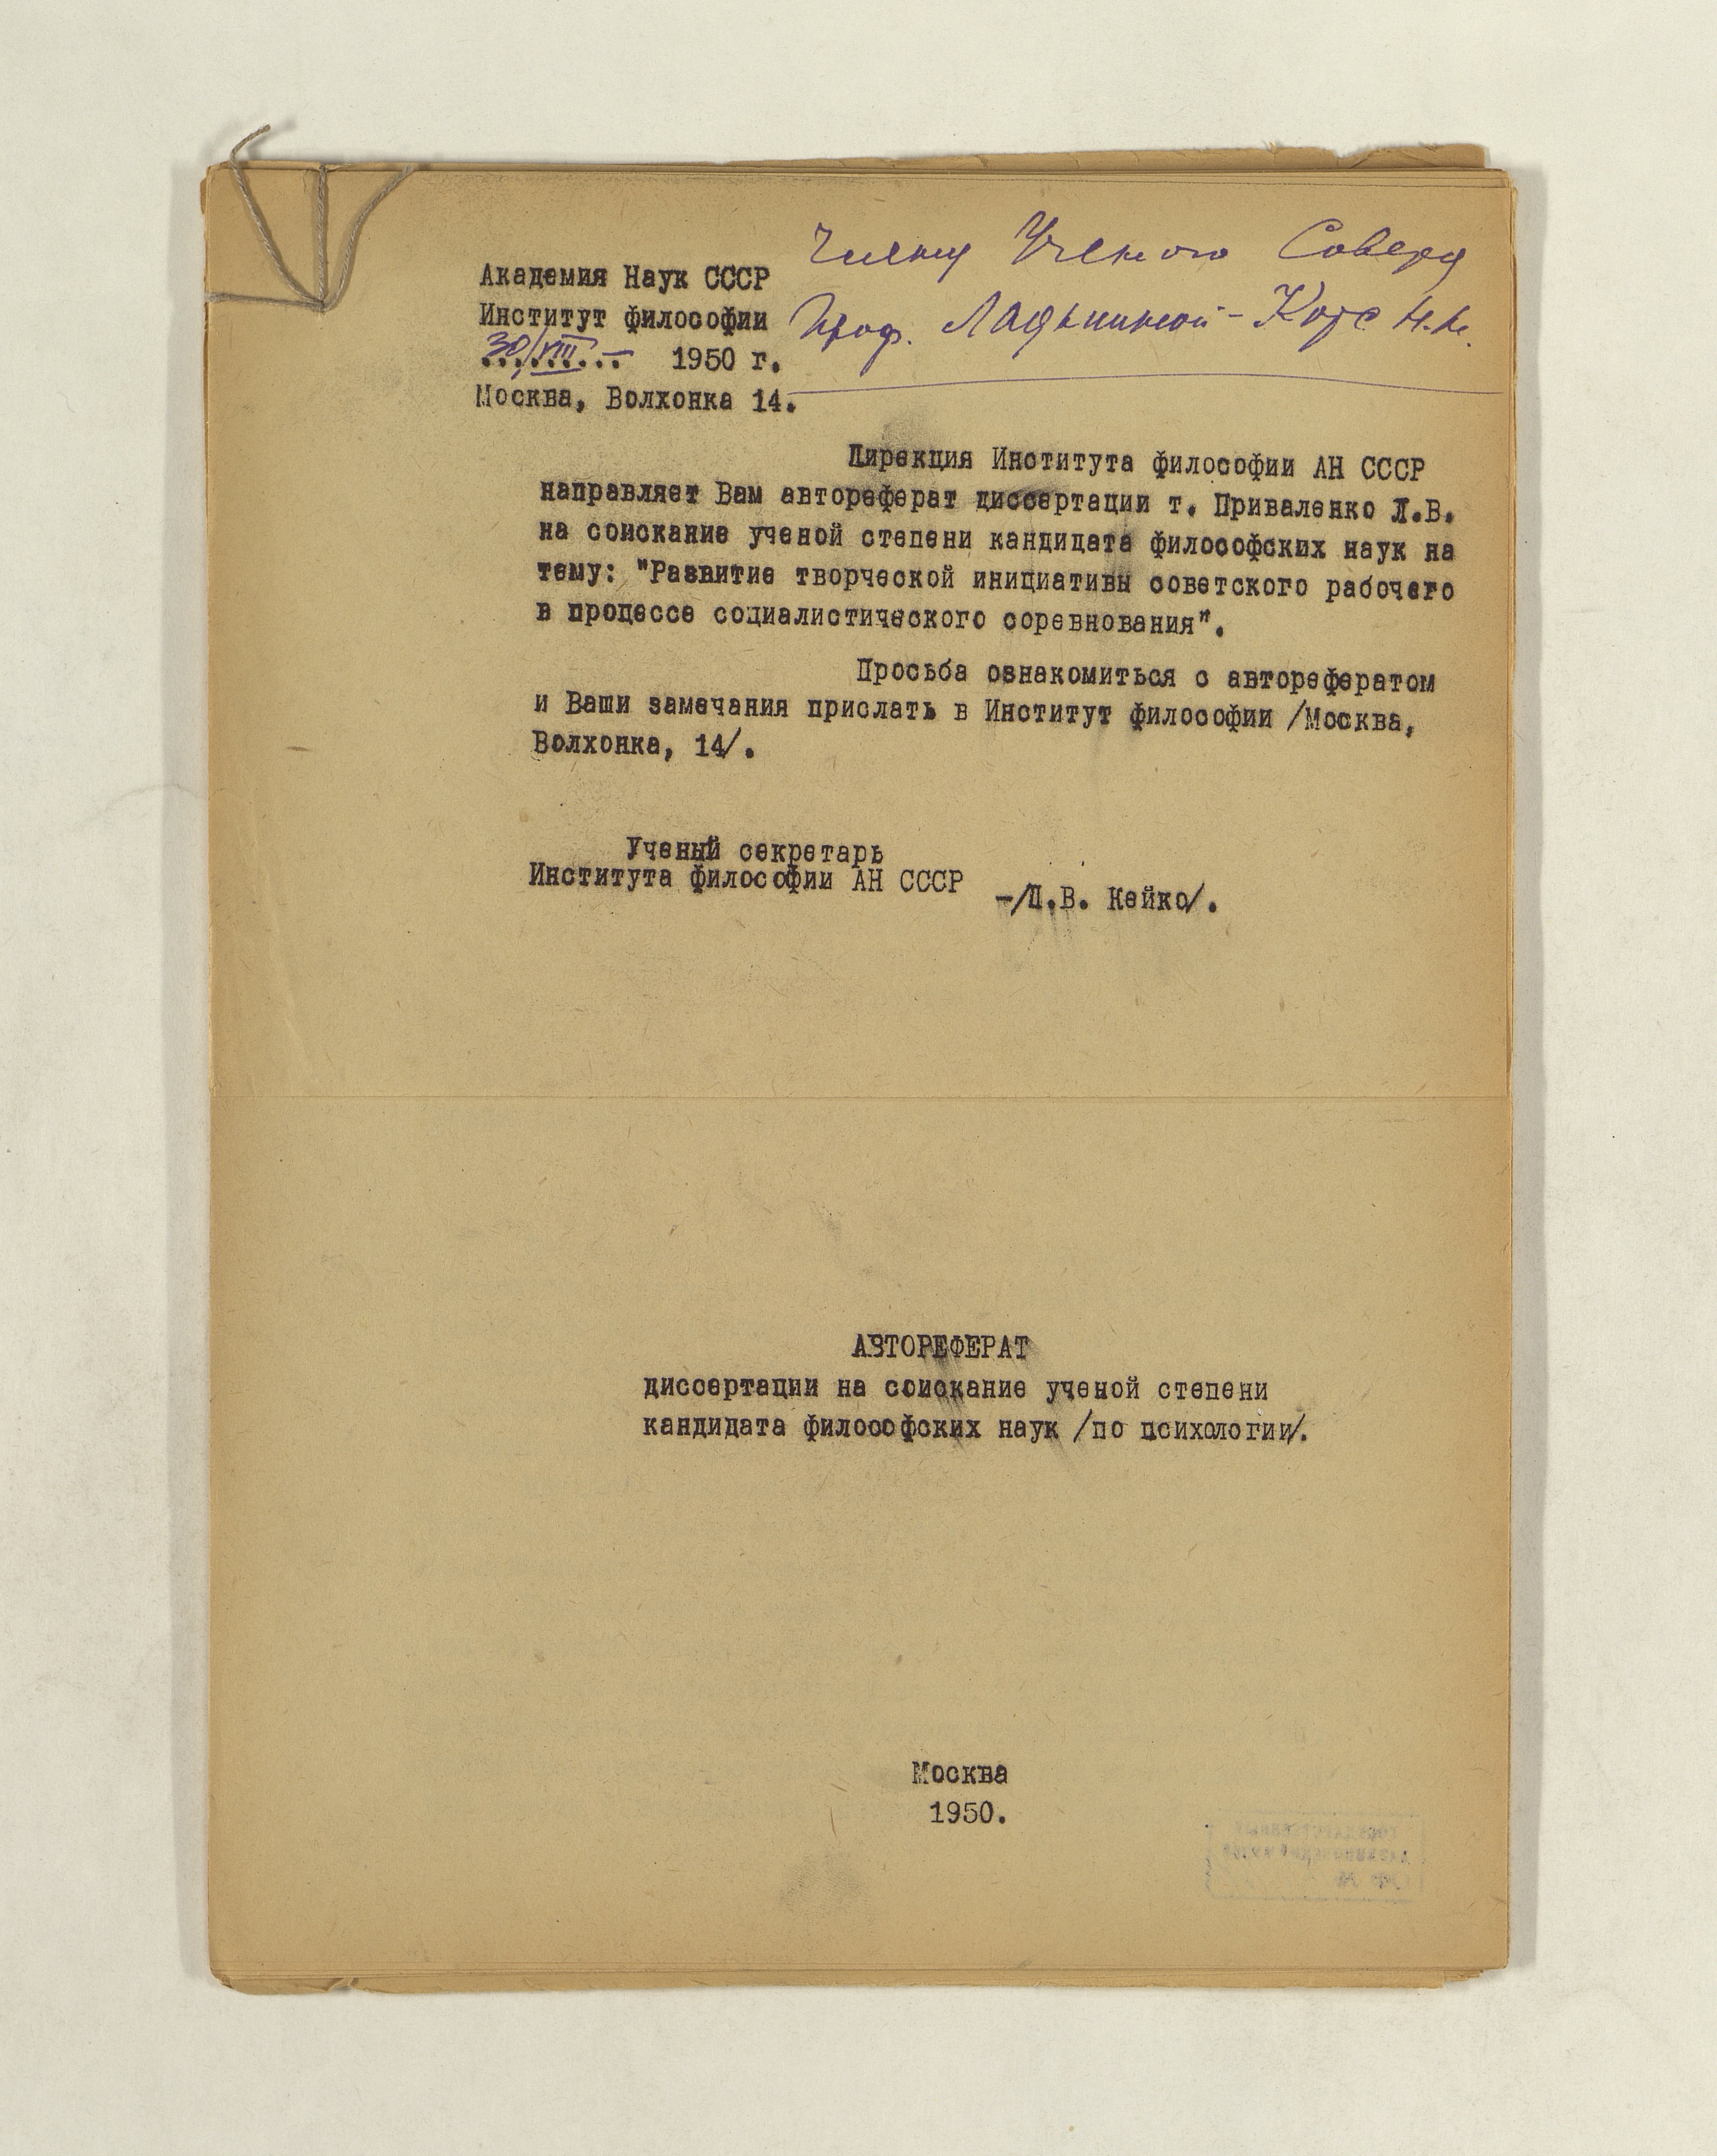 Члену Ученого Совета
Проф. Ладыгиной-Котс Н.Н.
Академия Наук СССР
Институт философии
30/VIII 1950 г.
Москва, Волхонка 14.
Дирекция Института философии АН СССР
направляет Вам автореферат диссертации т. Приваленко Л.В.
на соискание ученой степени кандидата философских наук на
тему: "Развитие творческой инициативы советского рабочего
в процессе социалистического соревнования".
Просьба ознакомиться с авторефератом
и Ваши замечания прислать в Институт философии /Москва,
Волхонка, 14/.
Ученый секретарь
Института философии АН СССР
-/Л.В. Кейко/.
АВТОРЕФЕРАТ
диссертации на соискание ученой степени
кандидата философских наук /по психологии/.
Москва
1950.